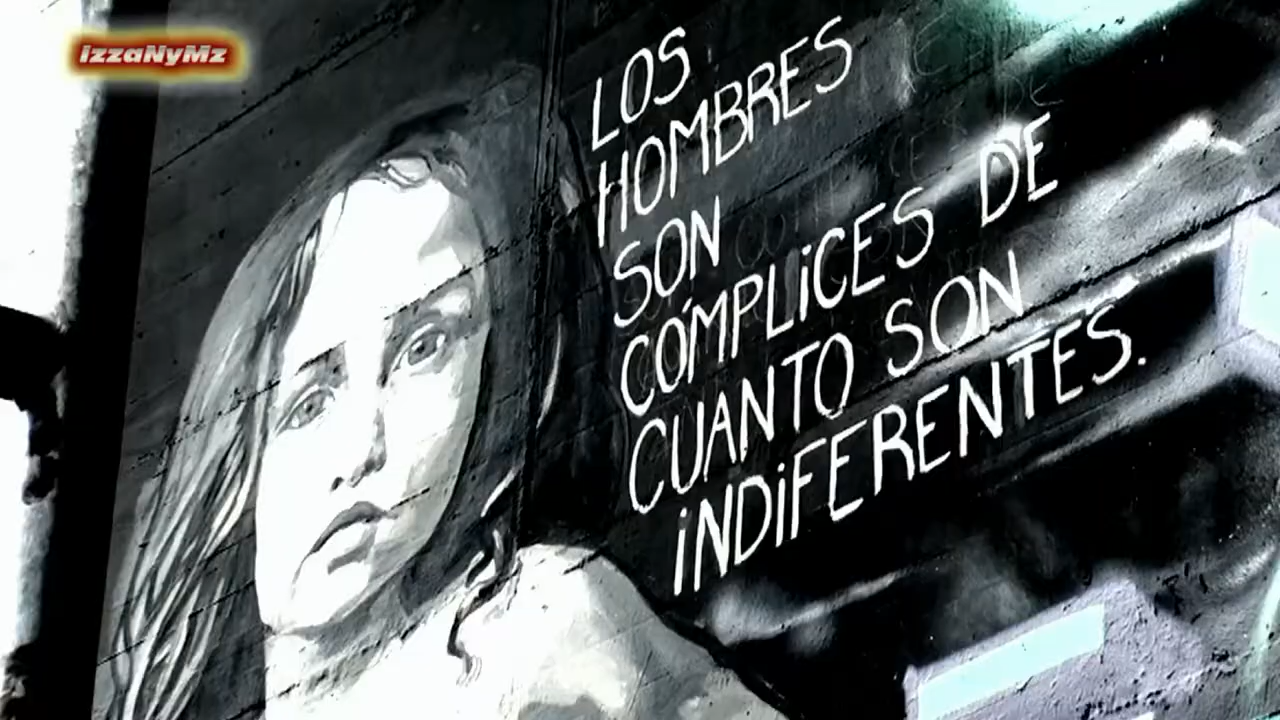 izzaNyMz
LOS
HOMBRES
SON
CÓMPLICES DE
CUANTO SON
iNDiFERENTES.